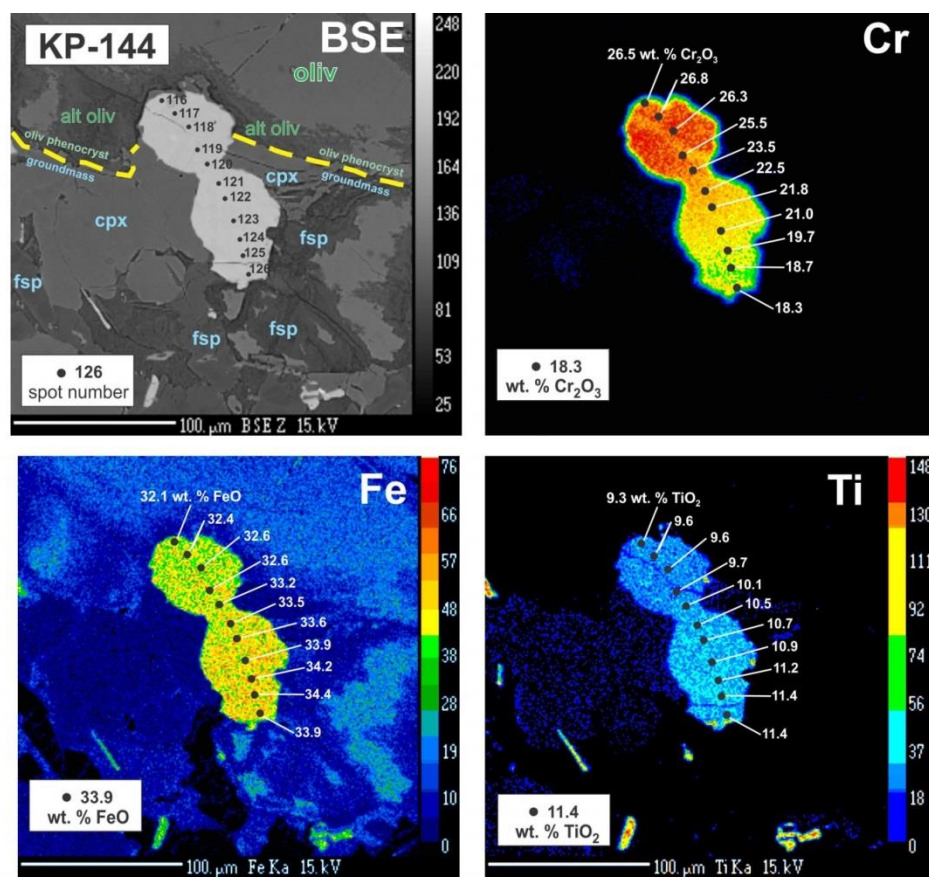 KP-144
BSE
248
220
192
164
136
109
81
53
25
oliv
alt oliv
alt oliv
oliv phenocryst
groundmass
oliv phenocryst
groundmass
cpx
cpx
fsp
fsp
fsp
fsp
116
117
118
119
120
121
122
123
124
125
126
● 126
spot number
100.μm BSE Z 15.kV
Cr
26.5 wt. % Cr₂O₃
26.8
26.3
25.5
23.5
22.5
21.8
21.0
19.7
18.7
18.3
● 18.3
wt. % Cr₂O₃
Fe
32.1 wt. % FeO
32.4
32.6
32.6
33.2
33.5
33.6
33.9
34.2
34.4
33.9
● 33.9
wt. % FeO
76
66
57
48
38
28
19
10
0
100.μm Fe Ka 15.kV
Ti
9.3 wt. % TiO₂
9.6
9.6
9.7
10.1
10.5
10.7
10.9
11.2
11.4
11.4
● 11.4
wt. % TiO₂
148
130
111
92
74
55
37
18
0
100.μm Ti Ka 15.kV